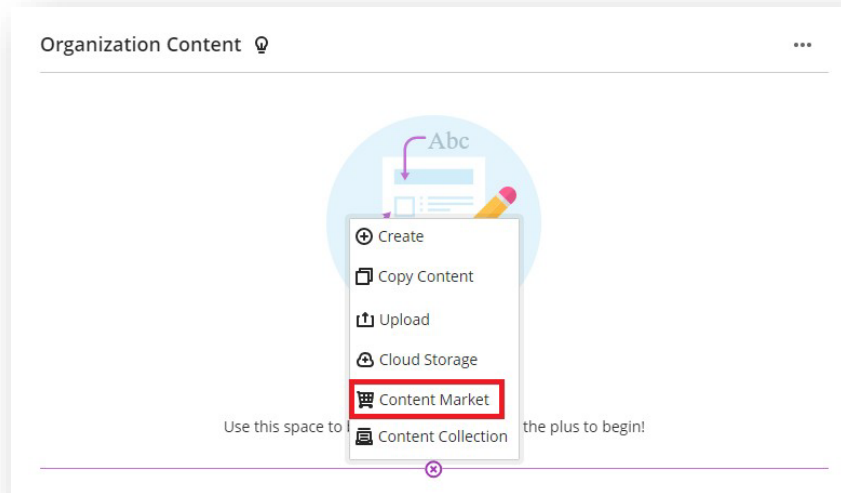 Organization Content
Abc
Create
Copy Content
Upload
Cloud Storage
Content Market
Use this space to the plus to begin!
Content Collection